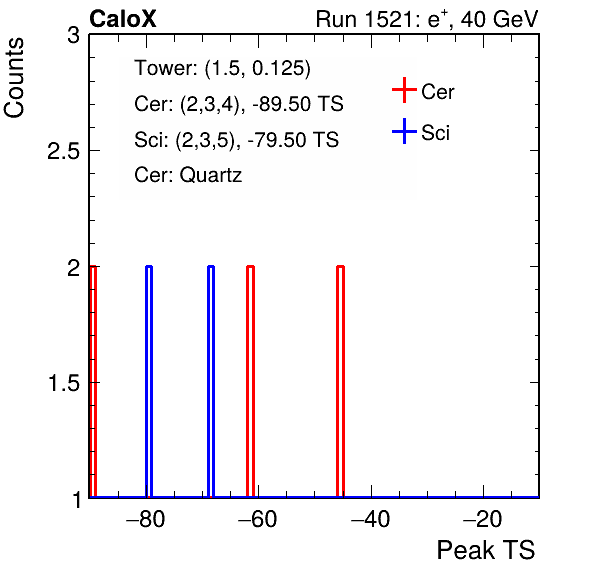 CaloX
Run 1521: e+, 40 GeV
Counts
3
2.5
2
1.5
1
Tower: (1.5, 0.125)
Cer: (2,3,4), -89.50 TS
Sci: (2,3,5), -79.50 TS
Cer: Quartz
Cer
Sci
−80
−60
−40
−20
Peak TS